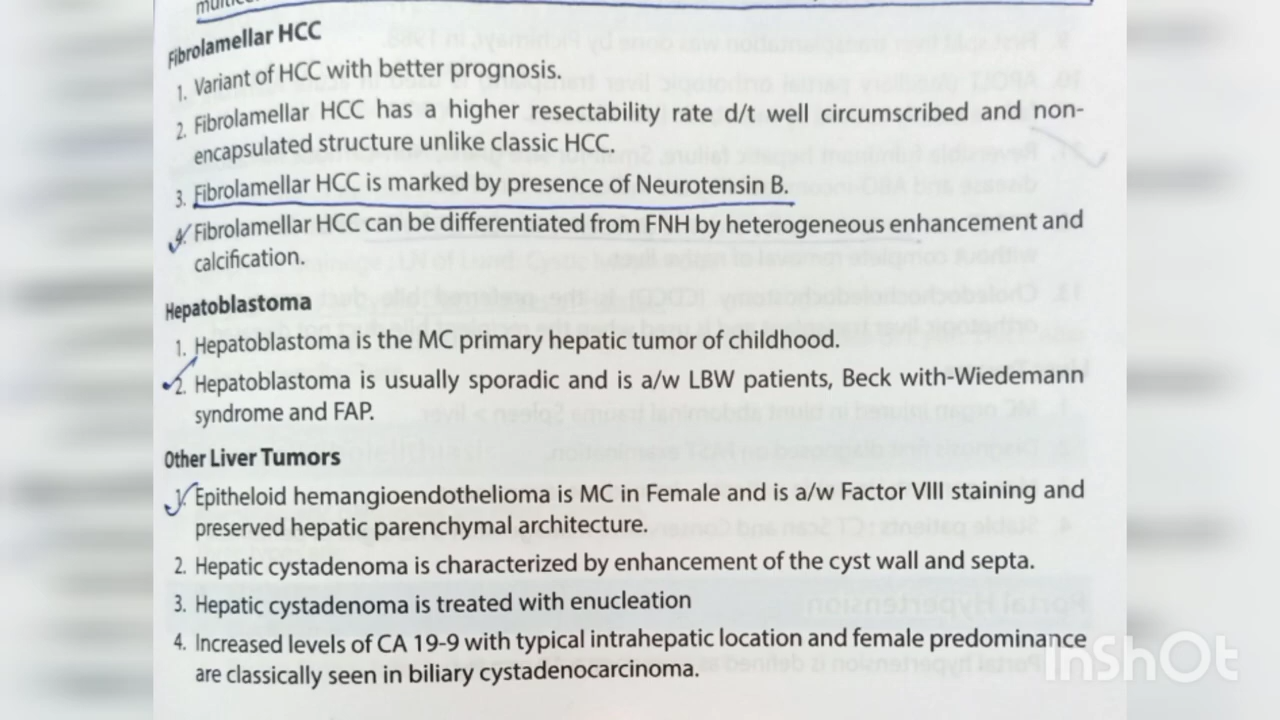 Fibrolamellar HCC
1. Variant of HCC with better prognosis.
2. Fibrolamellar HCC has a higher resectability rate d/t well circumscribed and non-
encapsulated structure unlike classic HCC.
3. Fibrolamellar HCC is marked by presence of Neurotensin B.
4. Fibrolamellar HCC can be differentiated from FNH by heterogeneous enhancement and
calcification.
Hepatoblastoma
1. Hepatoblastoma is the MC primary hepatic tumor of childhood.
2. Hepatoblastoma is usually sporadic and is a/w LBW patients, Beck with-Wiedemann
syndrome and FAP.
Other Liver Tumors
1. Epitheloid hemangioendothelioma is MC in Female and is a/w Factor VIII staining and
preserved hepatic parenchymal architecture.
2. Hepatic cystadenoma is characterized by enhancement of the cyst wall and septa.
3. Hepatic cystadenoma is treated with enucleation
4. Increased levels of CA 19-9 with typical intrahepatic location and female predominance
are classically seen in biliary cystadenocarcinoma.
InShOt